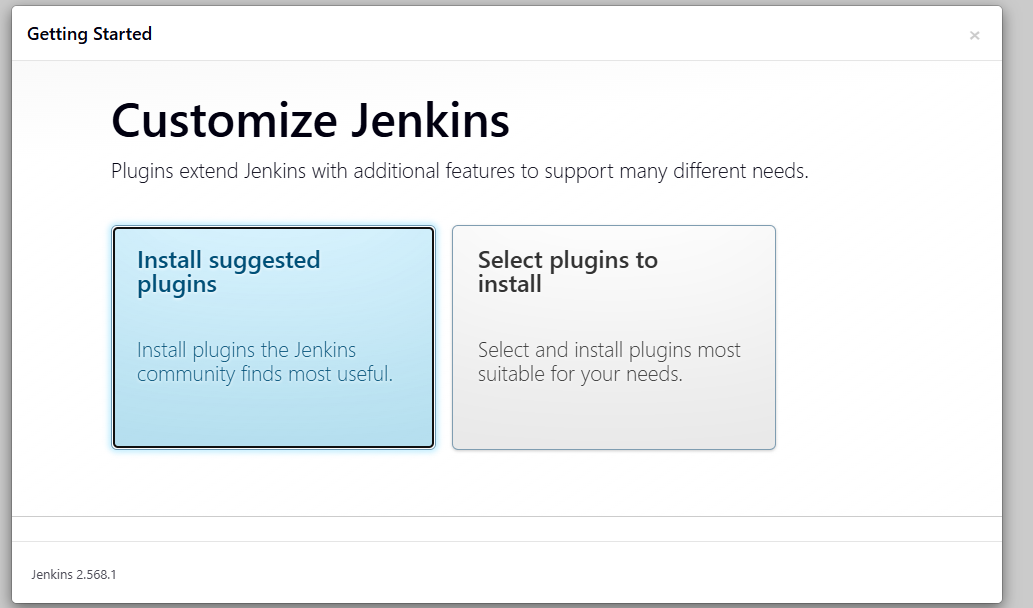 Getting Started
×
Customize Jenkins
Plugins extend Jenkins with additional features to support many different needs.
Install suggested
plugins
Install plugins the Jenkins
community finds most useful.
Select plugins to
install
Select and install plugins most
suitable for your needs.
Jenkins 2.568.1